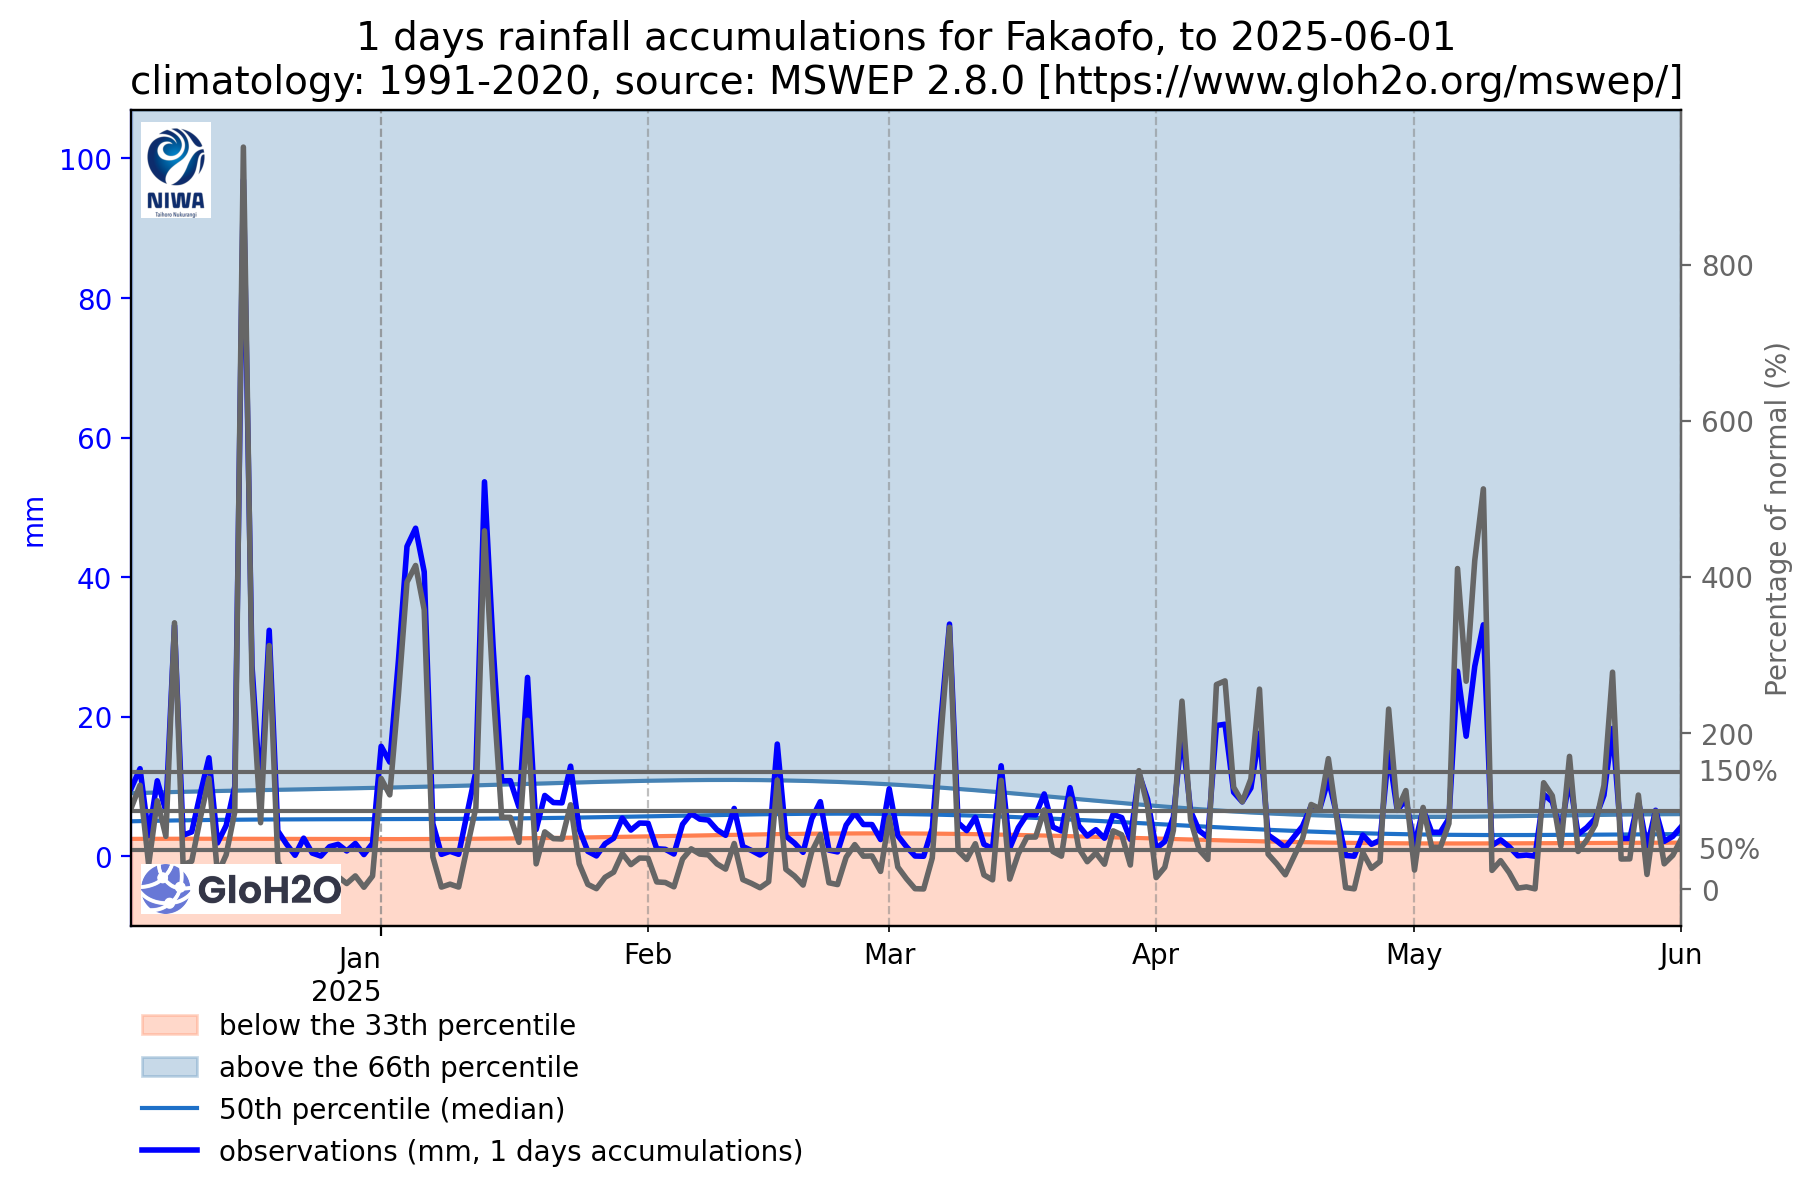 1 days rainfall accumulations for Fakaofo, to 2025-06-01
climatology: 1991-2020, source: MSWEP 2.8.0 [https://www.gloh2o.org/mswep/]
NIWA
Taihoro Nukurangi
100
80
60
40
20
0
mm
800
600
400
200
150%
50%
0
Percentage of normal (%)
GloH2O
Jan
2025
Feb
Mar
Apr
May
Jun
below the 33th percentile
above the 66th percentile
50th percentile (median)
observations (mm, 1 days accumulations)